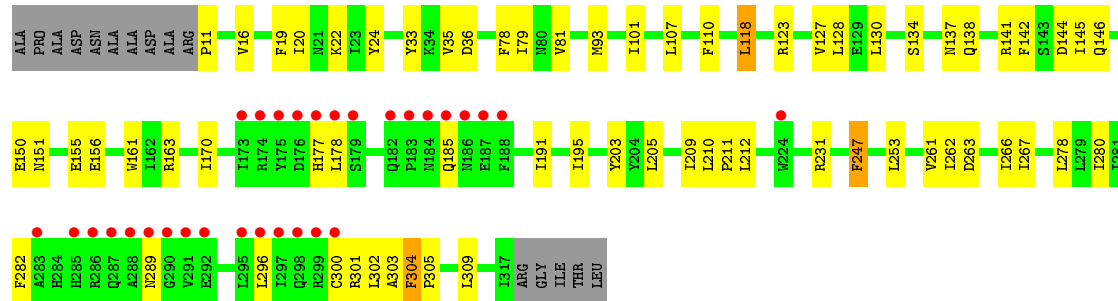 ALA PRO ALA ASP ASN ALA ALA ASP ALA ARG P11 V16 F19 I20 N21 K22 I23 Y24 Y33 K34 V35 D36 F78 I79 N80 V81 M93 I101 L107 F110 L118 R123 V127 L128 E129 L130 S134 N137 Q138 R141 F142 S143 D144 I145 Q146
E150 N151 E155 E156 W161 I162 R163 I170 I173 R174 Y175 D176 H177 L178 S179 Q182 P183 N184 Q185 N186 E187 F188 I191 I195 Y203 Y204 L205 I209 L210 P211 L212 W224 R231 F247 L253 V261 I262 D263 I266 I267 L278 L279 I280 I281
F282 A283 H284 H285 R286 Q287 A288 N289 G290 V291 E292 L295 L296 I297 Q298 R299 C300 R301 L302 A303 F304 P305 L309 I317 ARG GLY ILE THR LEU